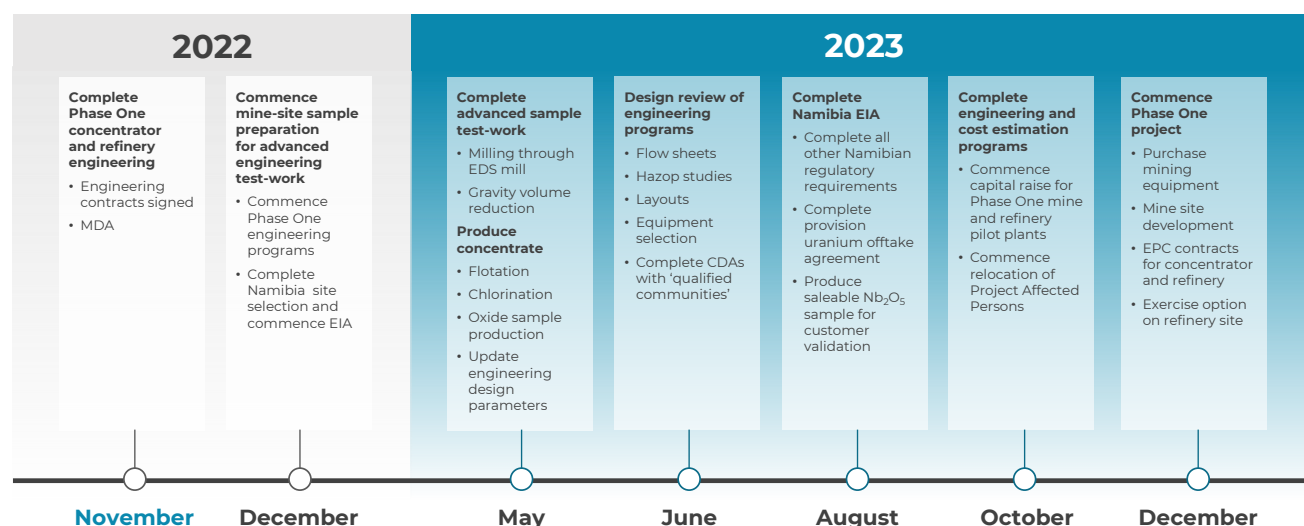 2022
2023
Complete
Phase One
concentrator
and refinery
engineering
• Engineering
contracts signed
• MDA
Commence
mine-site sample
preparation
for advanced
engineering
test-work
• Commence
Phase One
engineering
programs
• Complete
Namibia site
selection and
commence EIA
Complete
advanced sample
test-work
• Milling through
EDS mill
• Gravity volume
reduction
Produce
concentrate
• Flotation
• Chlorination
• Oxide sample
production
• Update
engineering
design
parameters
Design review of
engineering
programs
• Flow sheets
• Hazop studies
• Layouts
• Equipment
selection
• Complete CDAs
with ‘qualified
communities’
Complete
Namibia EIA
• Complete all
other Namibian
regulatory
requirements
• Complete
provision
uranium offtake
agreement
• Produce
saleable Nb₂O₅
sample for
customer
validation
Complete
engineering and
cost estimation
programs
• Commence
capital raise for
Phase One mine
and refinery
pilot plants
• Commence
relocation of
Project Affected
Persons
Commence
Phase One
project
• Purchase
mining
equipment
• Mine site
development
• EPC contracts
for concentrator
and refinery
• Exercise option
on refinery site
November
December
May
June
August
October
December